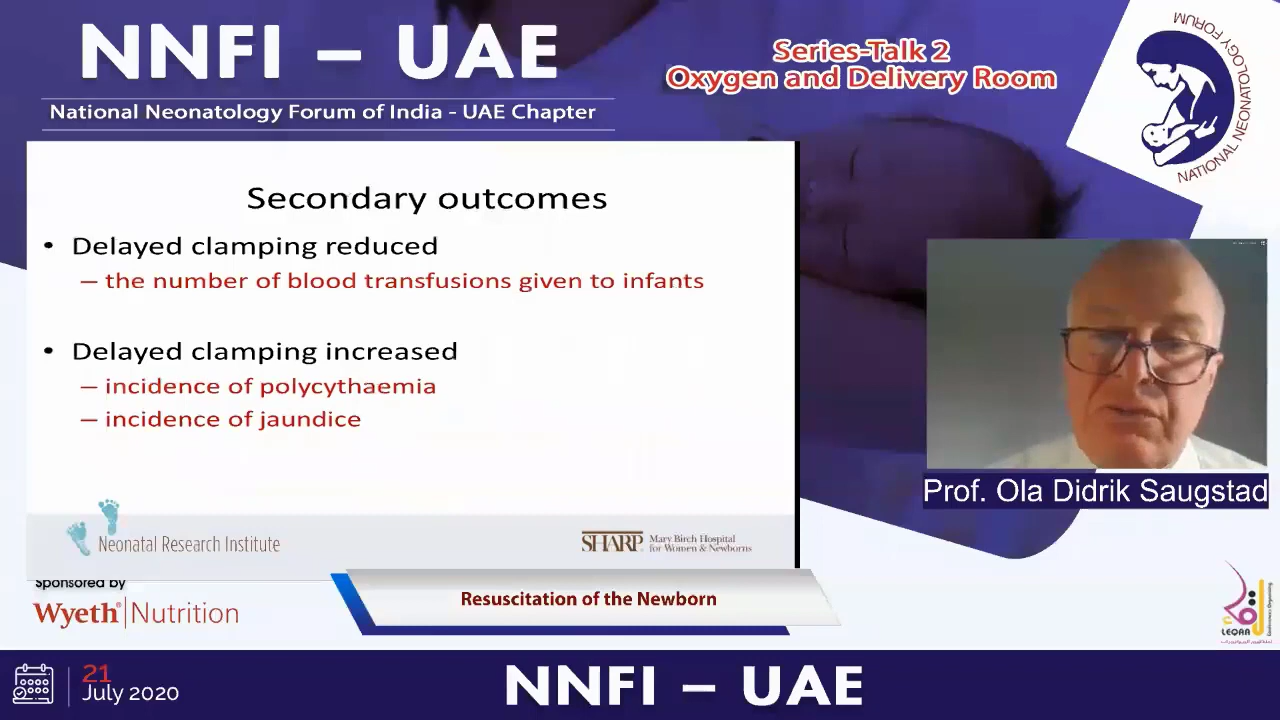 NNFI – UAE
National Neonatology Forum of India - UAE Chapter
Series-Talk 2
Oxygen and Delivery Room
NATIONAL NEONATOLOGY FORUM
Secondary outcomes
• Delayed clamping reduced
– the number of blood transfusions given to infants
• Delayed clamping increased
– incidence of polycythaemia
– incidence of jaundice
Neonatal Research Institute
SHARP Mary Birch Hospital
for Women & Newborns
Prof. Ola Didrik Saugstad
Sponsored by
Wyeth® Nutrition
Resuscitation of the Newborn
LEQAA
21
July 2020
NNFI – UAE